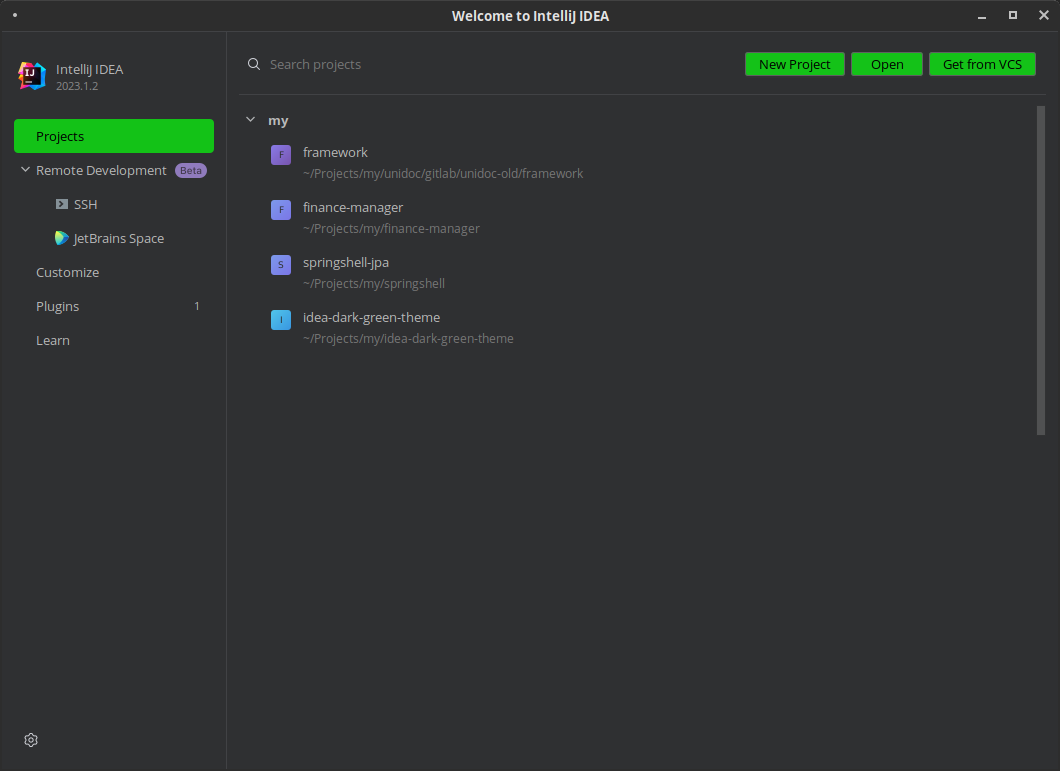 Welcome to IntelliJ IDEA
IJ
IntelliJ IDEA
2023.1.2
Search projects
New Project
Open
Get from VCS
Projects
Remote Development Beta
SSH
JetBrains Space
Customize
Plugins 1
Learn
my
F framework
~/Projects/my/unidoc/gitlab/unidoc-old/framework
F finance-manager
~/Projects/my/finance-manager
S springshell-jpa
~/Projects/my/springshell
I idea-dark-green-theme
~/Projects/my/idea-dark-green-theme